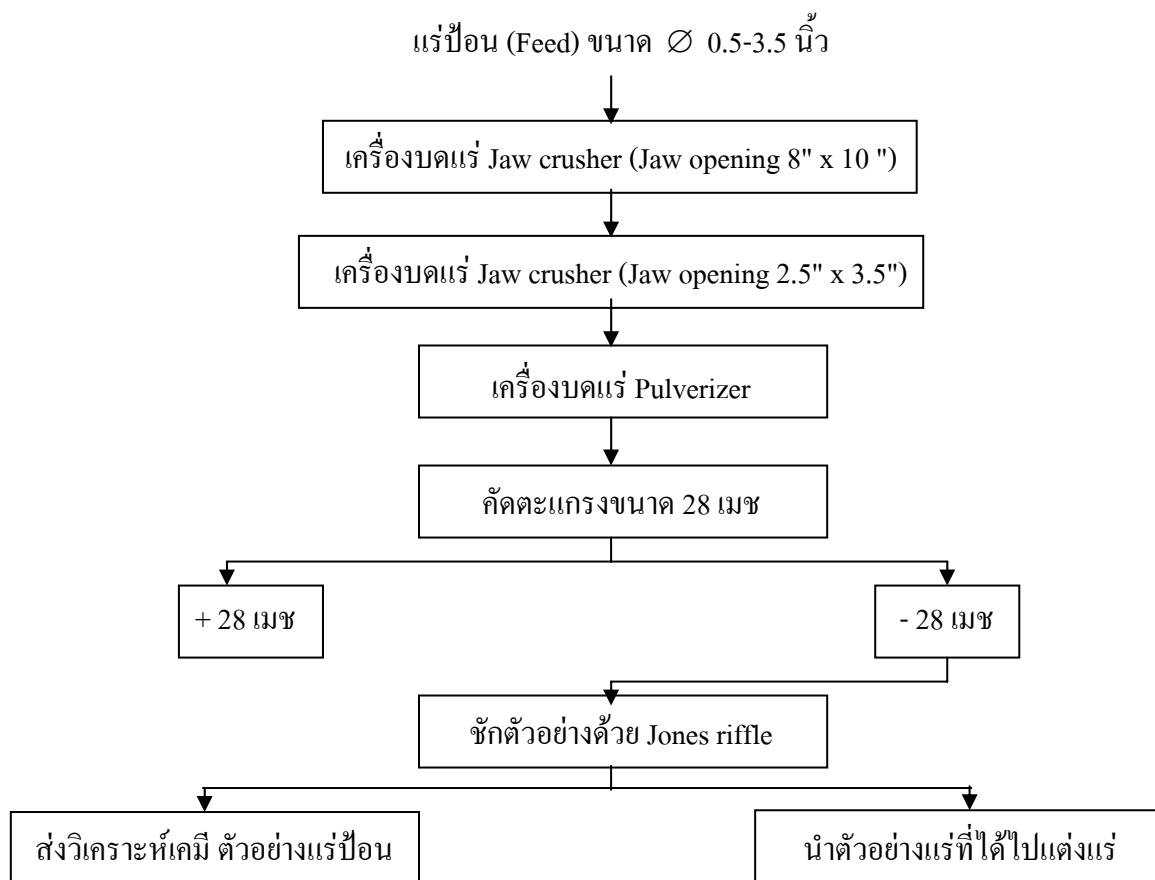 แร่ป้อน (Feed) ขนาด ∅ 0.5-3.5 นิ้ว
เครื่องบดแร่ Jaw crusher (Jaw opening 8" x 10 ")
เครื่องบดแร่ Jaw crusher (Jaw opening 2.5" x 3.5")
เครื่องบดแร่ Pulverizer
คัดตะแกรงขนาด 28 เมช
+ 28 เมช
- 28 เมช
ชักตัวอย่างด้วย Jones riffle
ส่งวิเคราะห์เคมี ตัวอย่างแร่ป้อน
นำตัวอย่างแร่ที่ได้ไปแต่งแร่